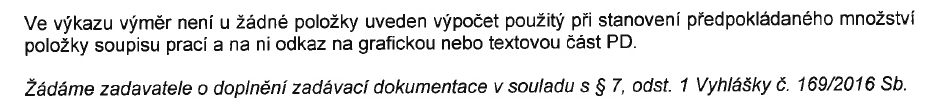 Ve výkazu výměr není u žádné položky uveden výpočet použitý při stanovení předpokládaného množství
položky soupisu prací a na ni odkaz na grafickou nebo textovou část PD.
Žádáme zadavatele o doplnění zadávací dokumentace v souladu s § 7, odst. 1 Vyhlášky č. 169/2016 Sb.